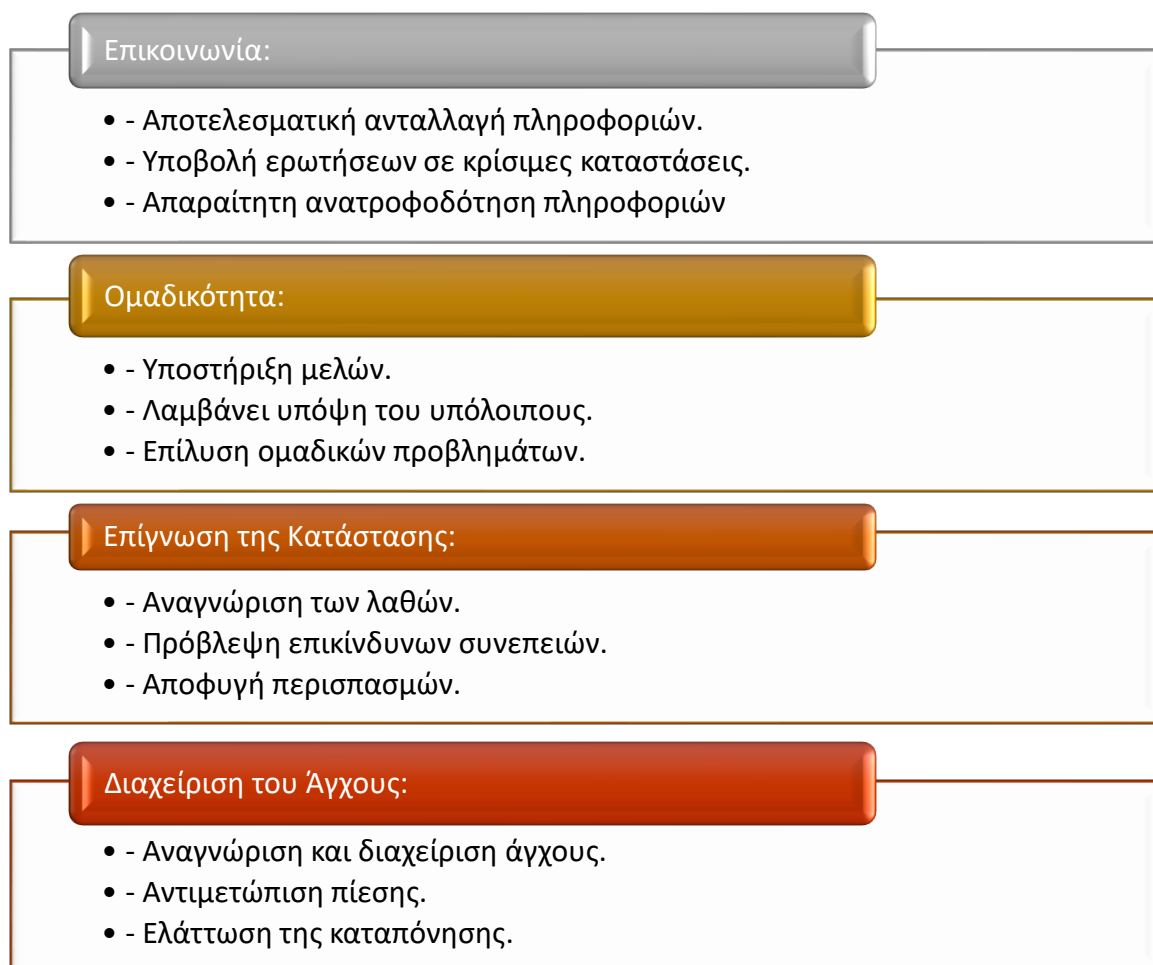 Επικοινωνία:
• - Αποτελεσματική ανταλλαγή πληροφοριών.
• - Υποβολή ερωτήσεων σε κρίσιμες καταστάσεις.
• - Απαραίτητη ανατροφοδότηση πληροφοριών
Ομαδικότητα:
• - Υποστήριξη μελών.
• - Λαμβάνει υπόψη του υπόλοιπους.
• - Επίλυση ομαδικών προβλημάτων.
Επίγνωση της Κατάστασης:
• - Αναγνώριση των λαθών.
• - Πρόβλεψη επικίνδυνων συνεπειών.
• - Αποφυγή περισπασμών.
Διαχείριση του Άγχους:
• - Αναγνώριση και διαχείριση άγχους.
• - Αντιμετώπιση πίεσης.
• - Ελάττωση της καταπόνησης.